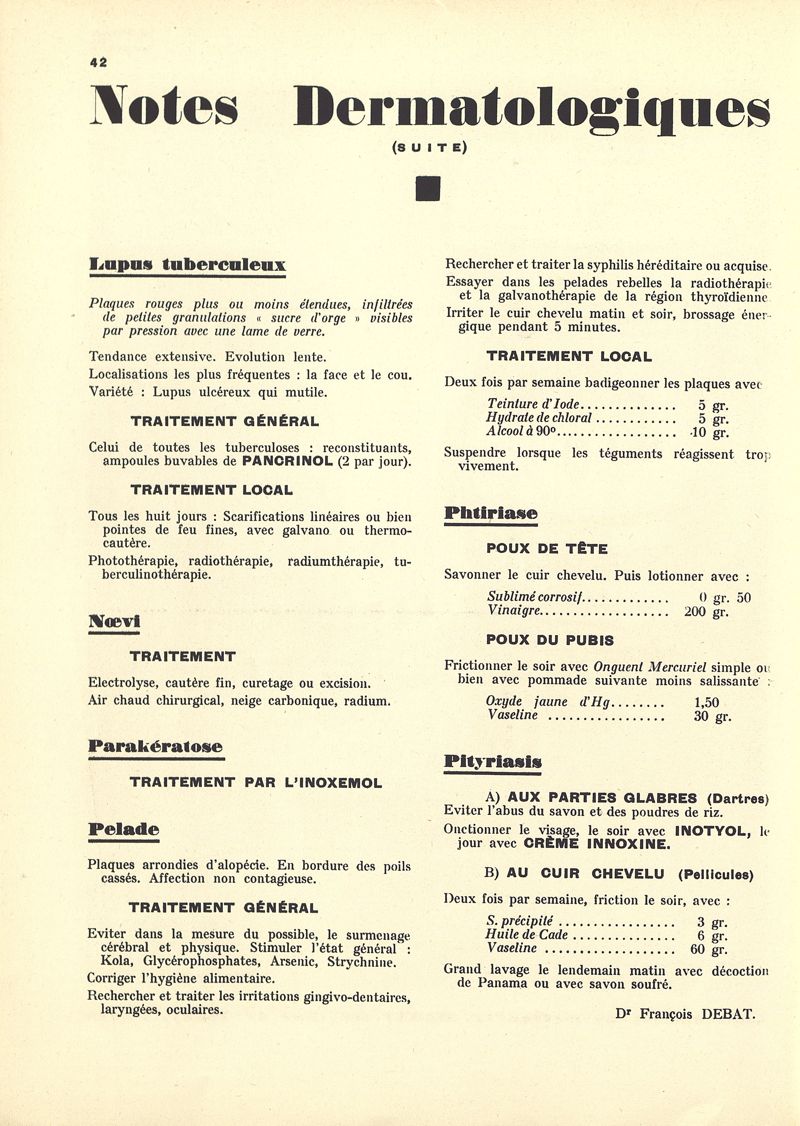 42
Notes Dermatologiques
(SUITE)
Lupus tuberculeux
Plaques rouges plus ou moins étendues, infiltrées
de petites granulations « sucre d'orge » visibles
par pression avec une lame de verre.
Tendance extensive. Evolution lente.
Localisations les plus fréquentes : la face et le cou.
Variété : Lupus ulcéreux qui mutile.
TRAITEMENT GÉNÉRAL
Celui de toutes les tuberculoses : reconstituants,
ampoules buvables de PANCRINOL (2 par jour).
TRAITEMENT LOCAL
Tous les huit jours : Scarifications linéaires ou bien
pointes de feu fines, avec galvano ou thermo-
cautère.
Photothérapie, radiothérapie, radiumthérapie, tu-
berculinothérapie.
Nœvi
TRAITEMENT
Electrolyse, cautère fin, curetage ou excision.
Air chaud chirurgical, neige carbonique, radium.
Parakératose
TRAITEMENT PAR L'INOXEMOL
Pelade
Plaques arrondies d'alopécie. En bordure des poils
cassés. Affection non contagieuse.
TRAITEMENT GÉNÉRAL
Eviter dans la mesure du possible, le surmenage
cérébral et physique. Stimuler l'état général :
Kola, Glycérophosphates, Arsenic, Strychnine.
Corriger l'hygiène alimentaire.
Rechercher et traiter les irritations gingivo-dentaires,
laryngées, oculaires.
Rechercher et traiter la syphilis héréditaire ou acquise.
Essayer dans les pelades rebelles la radiothérapie
et la galvanothérapie de la région thyroïdienne
Irriter le cuir chevelu matin et soir, brossage éner-
gique pendant 5 minutes.
TRAITEMENT LOCAL
Deux fois par semaine badigeonner les plaques avec
Teinture d'Iode.............. 5 gr.
Hydrate de chloral ............ 5 gr.
Alcool à 90°.................. 10 gr.
Suspendre lorsque les téguments réagissent trop
vivement.
Phtiriase
POUX DE TÊTE
Savonner le cuir chevelu. Puis lotionner avec :
Sublimé corrosif............. 0 gr. 50
Vinaigre................... 200 gr.
POUX DU PUBIS
Frictionner le soir avec Onguent Mercuriel simple ou
bien avec pommade suivante moins salissante :
Oxyde jaune d'Hg........ 1,50
Vaseline ................. 30 gr.
Pityriasis
A) AUX PARTIES GLABRES (Dartres)
Eviter l'abus du savon et des poudres de riz.
Onctionner le visage, le soir avec INOTYOL, le
jour avec CRÈME INNOXINE.
B) AU CUIR CHEVELU (Pellicules)
Deux fois par semaine, friction le soir, avec :
S. précipité ................. 3 gr.
Huile de Cade ............... 6 gr.
Vaseline ................... 60 gr.
Grand lavage le lendemain matin avec décoction
de Panama ou avec savon soufré.
Dr François DEBAT.